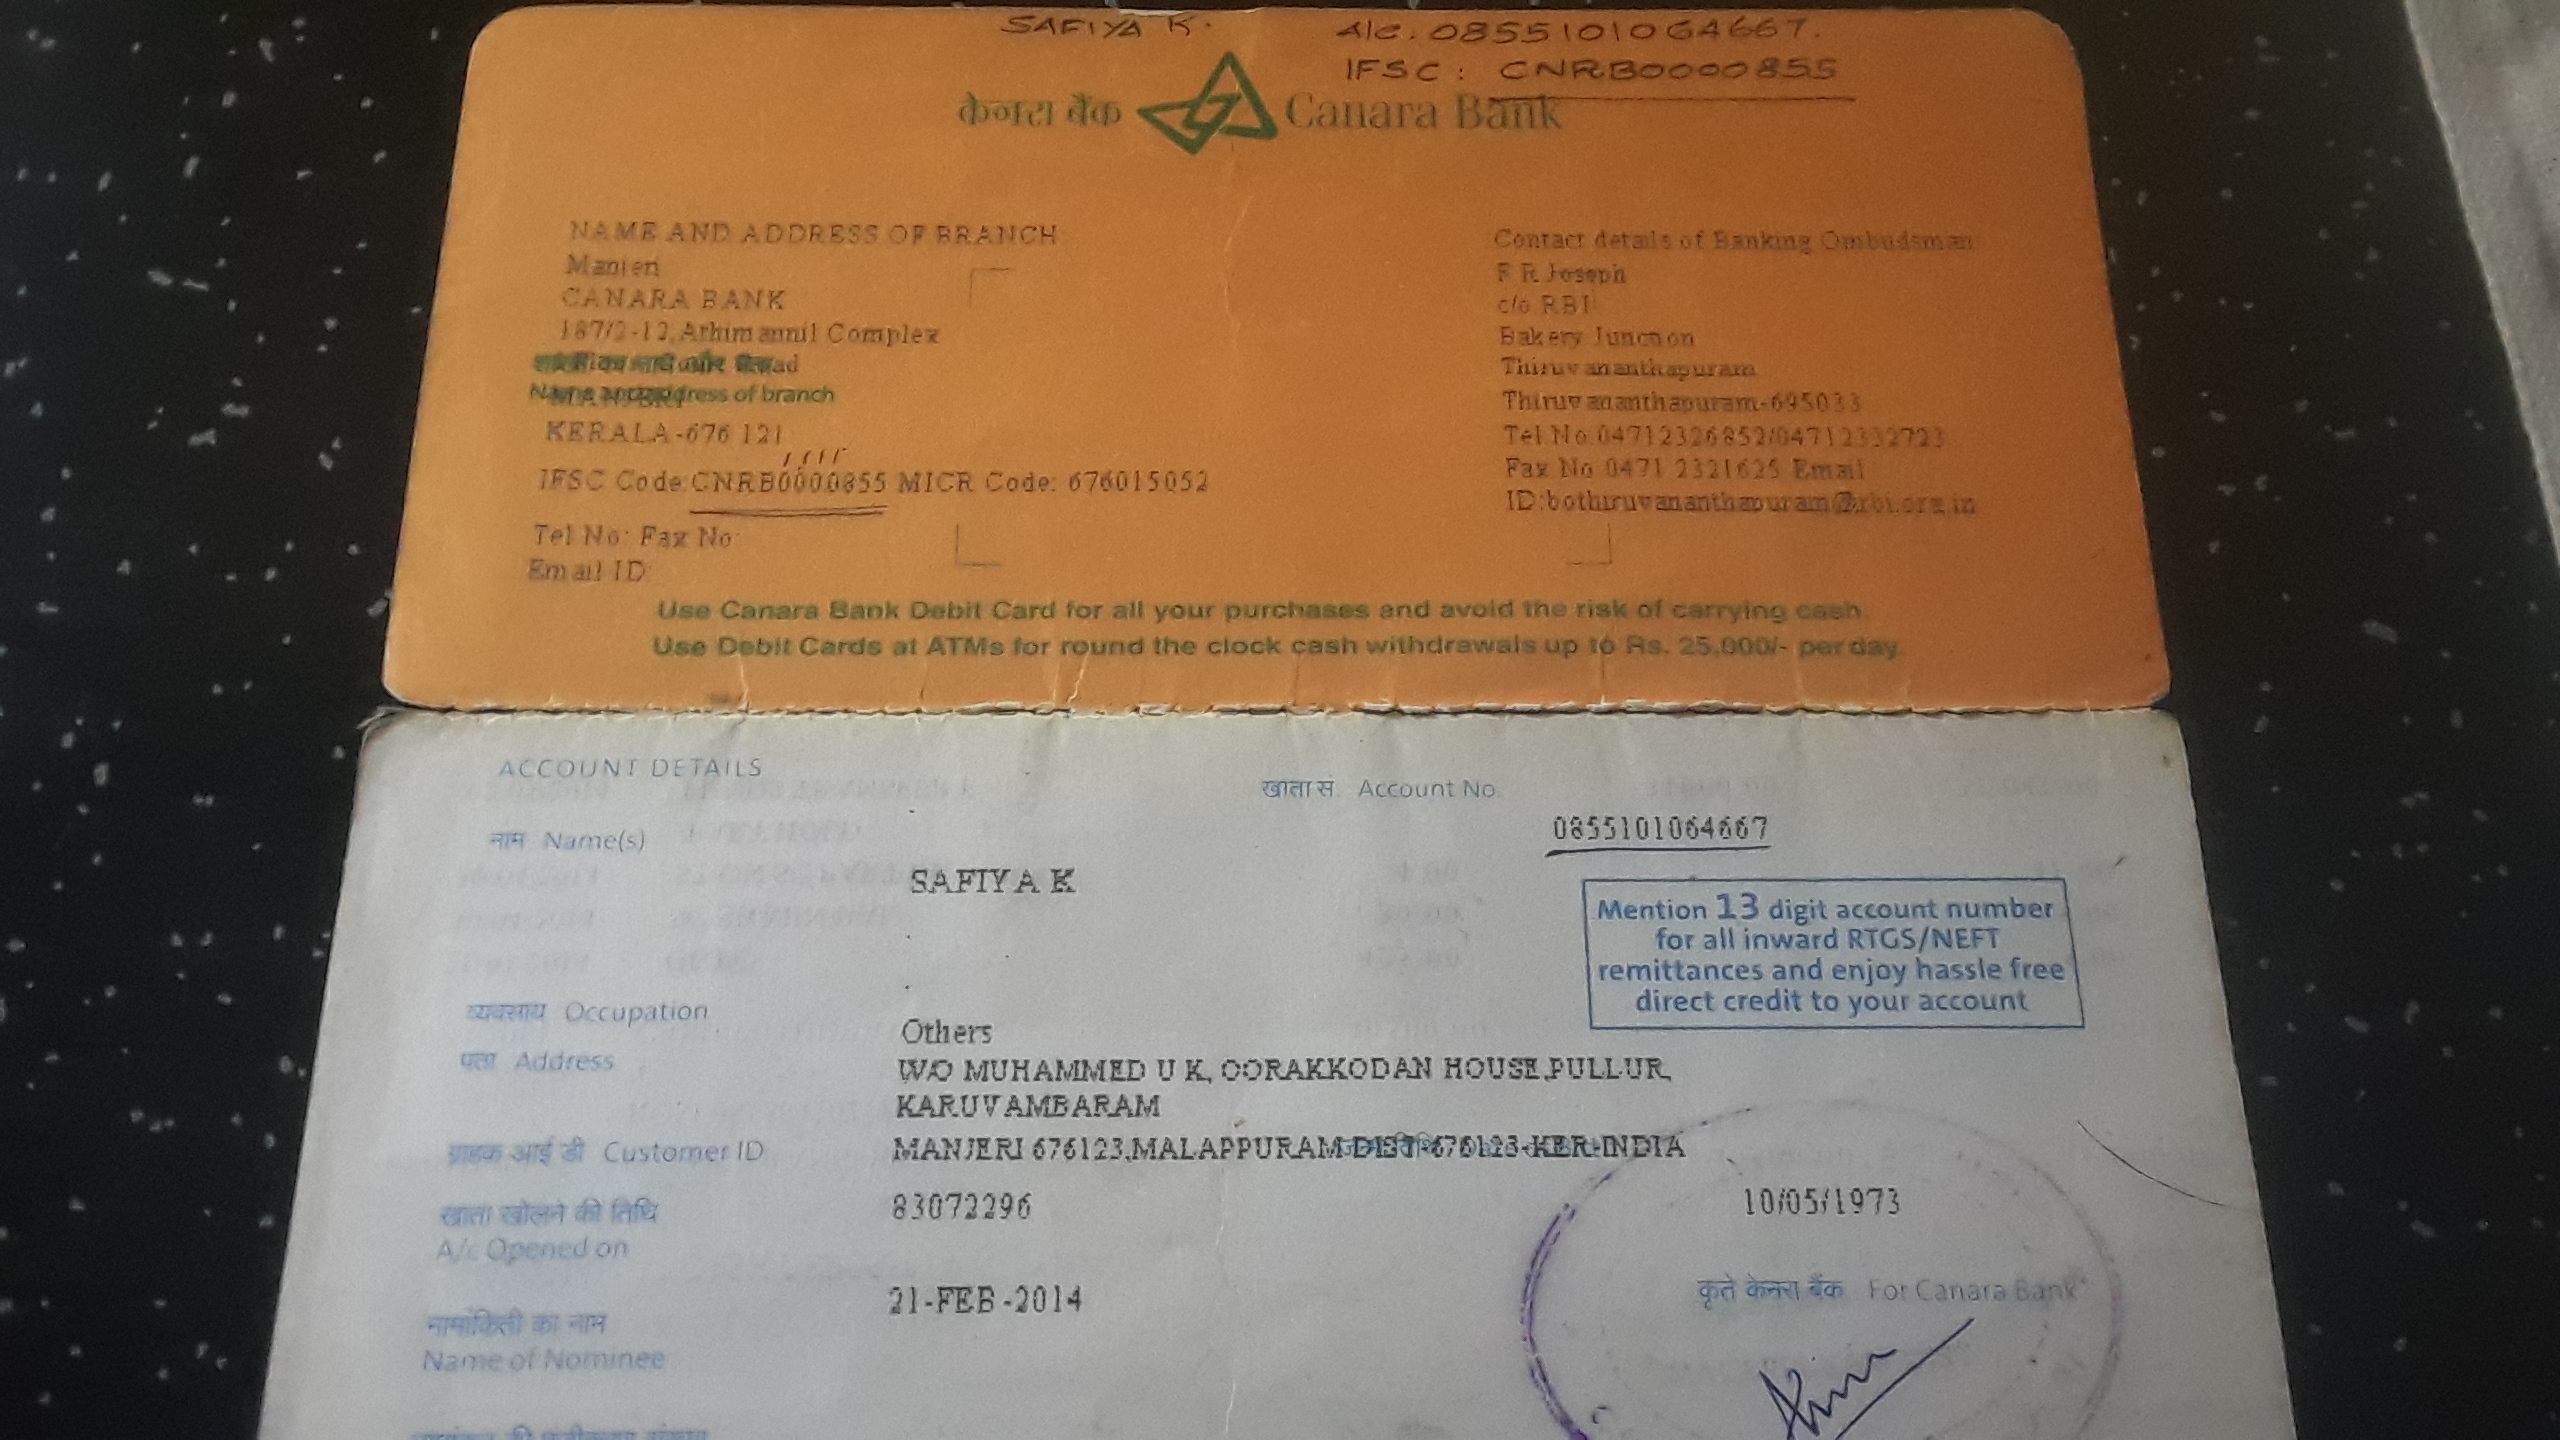 SAFIYA K. A/c. 0855101064667.
IFSC : CNRB0000855
केनरा बैंक Canara Bank
NAME AND ADDRESS OF BRANCH
Manjeri
CANARA BANK
187/2-12, Athimannil Complex
Name and address of branch
KERALA-676 121
IFSC Code:CNRB0000855 MICR Code: 676015052
Tel No: Fax No:
Email ID:
Contact details of Banking Ombudsman:
F R Joseph
c/o RBI
Bakery Junction
Thiruvananthapuram
Thiruvananthapuram-695033
Tel.No.04712326852/04712332723
Fax No 0471 2321625 Email
ID:bothiruvananthapuram@rbi.org.in
Use Canara Bank Debit Card for all your purchases and avoid the risk of carrying cash.
Use Debit Cards at ATMs for round the clock cash withdrawals up to Rs. 25,000/- per day
ACCOUNT DETAILS
खाता सं. Account No.
0855101064667
नाम Name(s)
SAFIYA K
Mention 13 digit account number
for all inward RTGS/NEFT
remittances and enjoy hassle free
direct credit to your account
व्यवसाय Occupation
Others
पता Address
W/O MUHAMMED U K, OORAKKODAN HOUSE,PULLUR,
KARUVAMBARAM
ग्राहक आई डी Customer ID
MANJERI 676123,MALAPPURAM-DIST-676123-KER-INDIA
83072296
10/05/1973
खाता खोलने की तिथि
A/c Opened on
21-FEB-2014
कृते केनरा बैंक For Canara Bank
नामांकिती का नाम
Name of Nominee